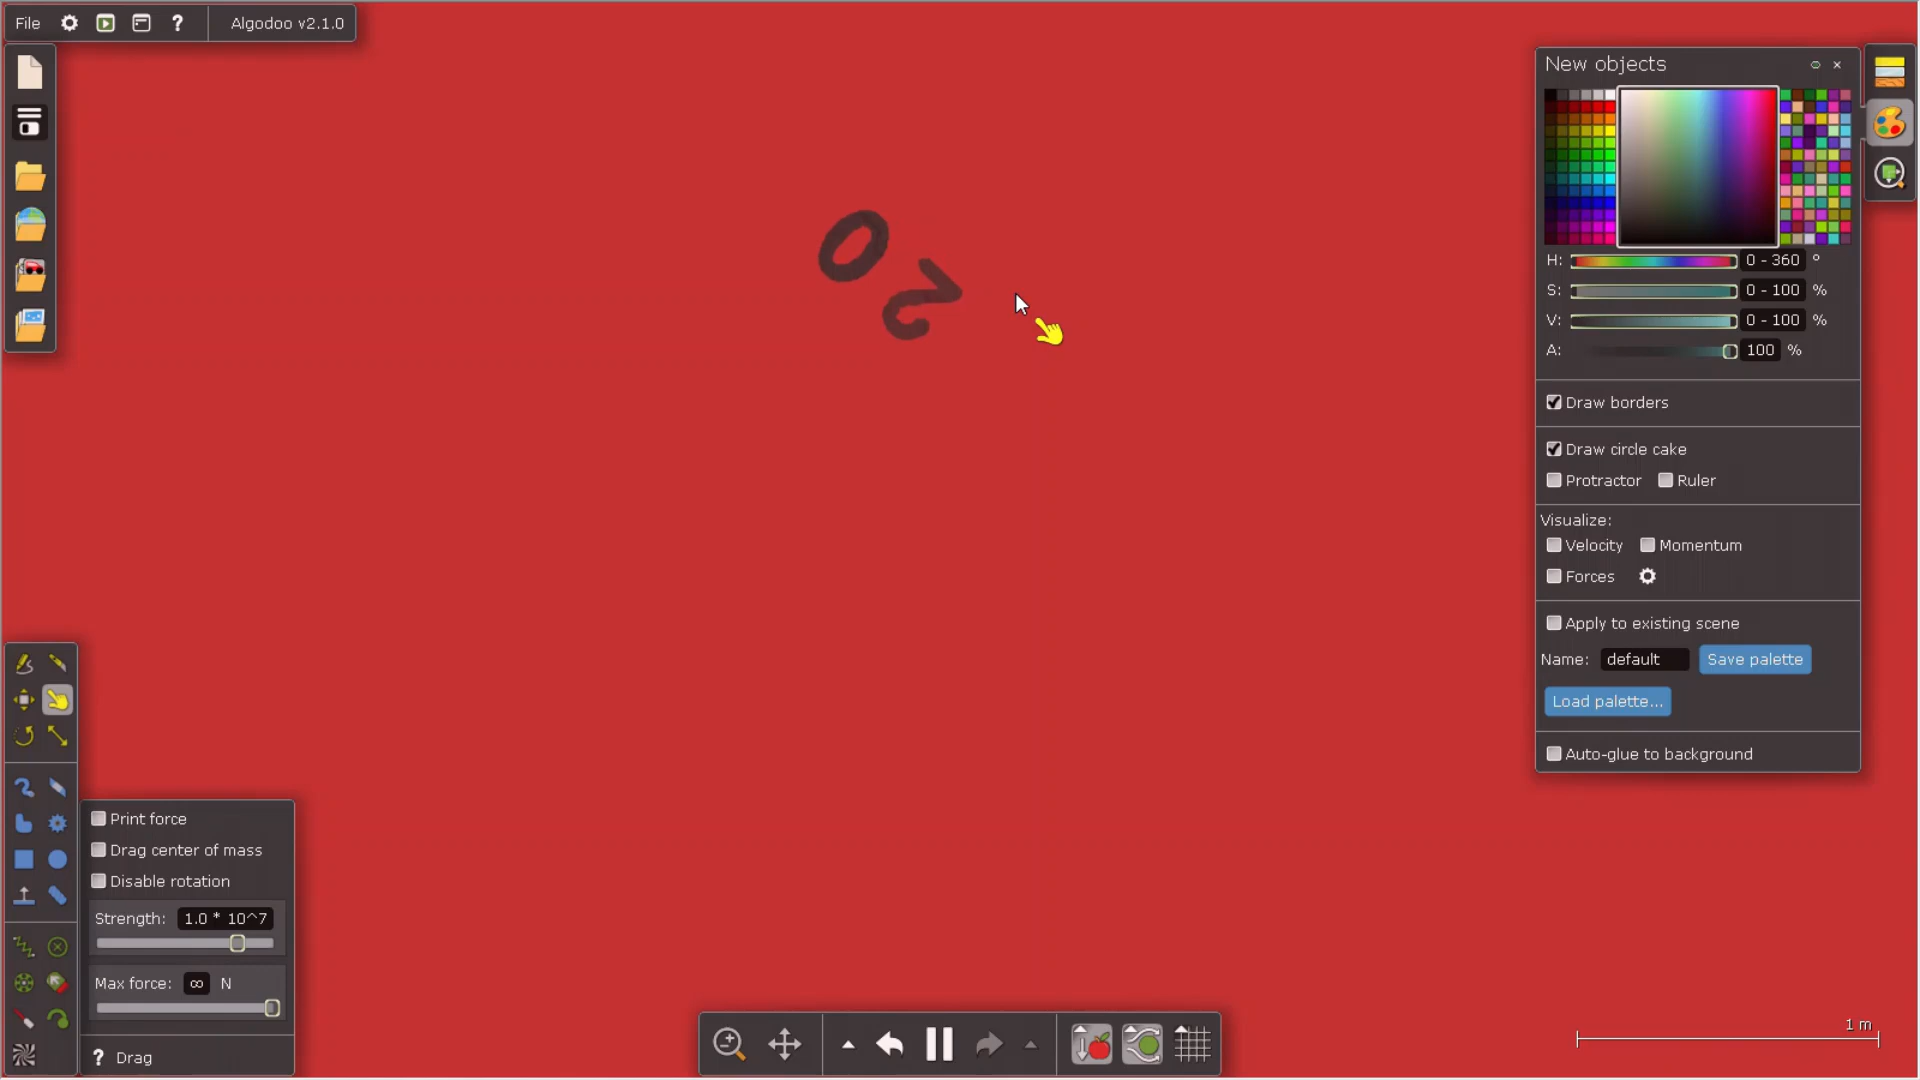 File
?
Algodoo v2.1.0
20
New objects
H: 0 - 360 °
S: 0 - 100 %
V: 0 - 100 %
A: 100 %
Draw borders
Draw circle cake
Protractor Ruler
Visualize:
Velocity Momentum
Forces
Apply to existing scene
Name: default Save palette
Load palette...
Auto-glue to background
Print force
Drag center of mass
Disable rotation
Strength: 1.0 * 10^7
Max force: ∞ N
? Drag
1 m